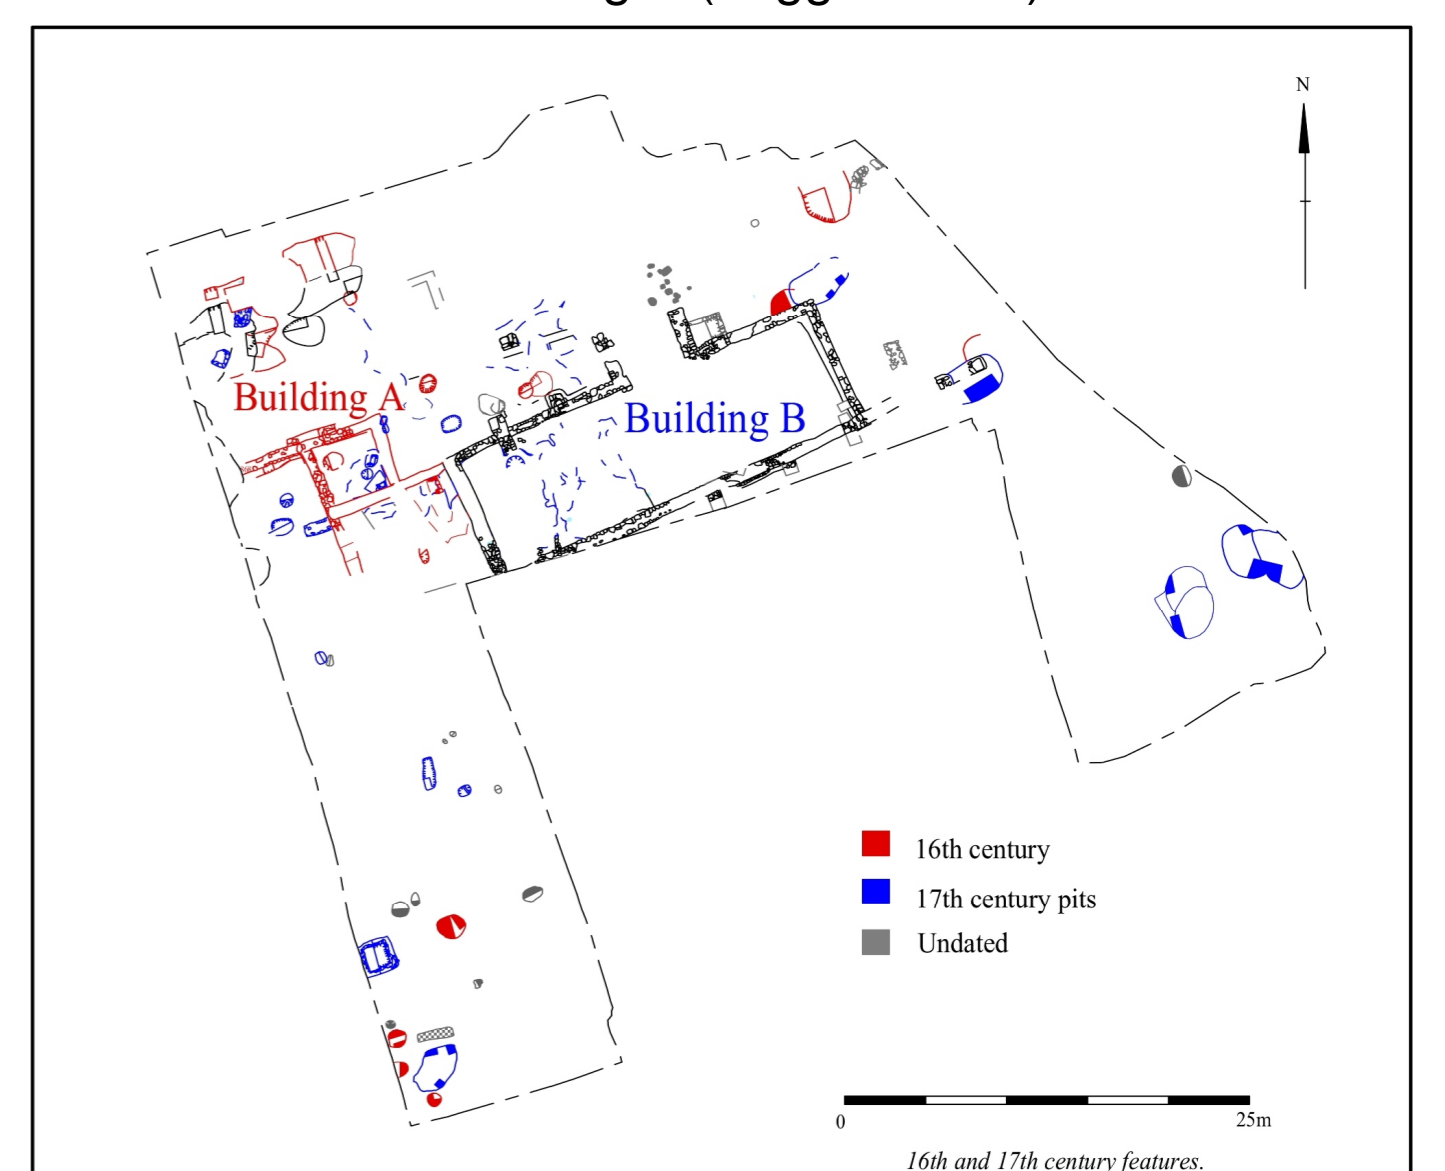 N
Building A
Building B
16th century
17th century pits
Undated
0
25m
16th and 17th century features.